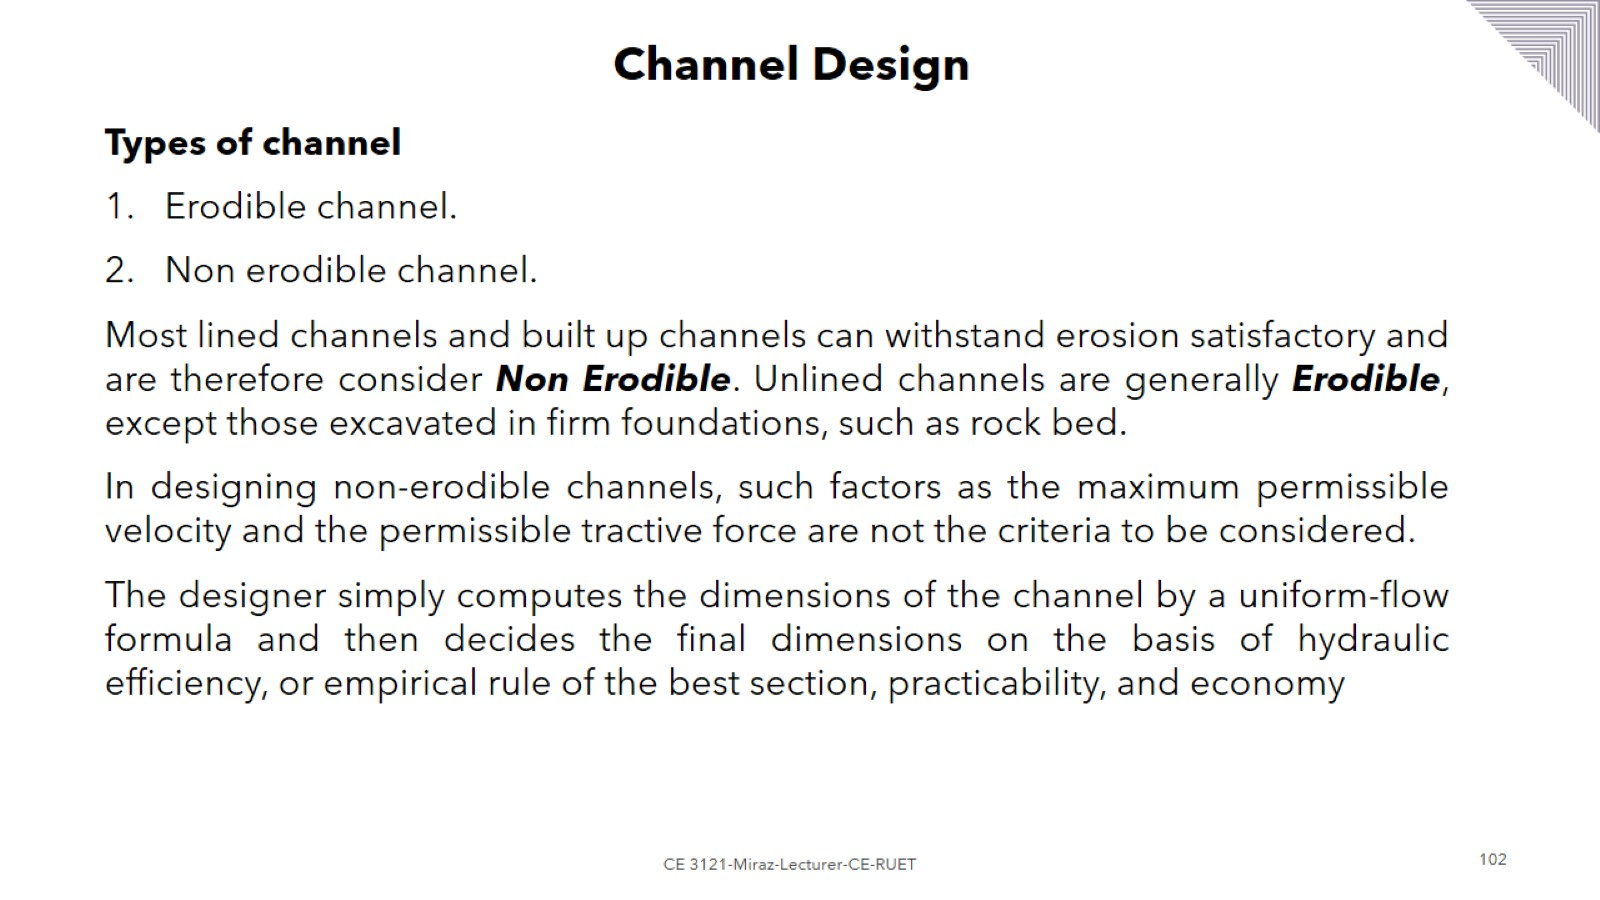 Channel Design
Types of channel
1. Erodible channel.
2. Non erodible channel.
Most lined channels and built up channels can withstand erosion satisfactory and
are therefore consider Non Erodible. Unlined channels are generally Erodible,
except those excavated in firm foundations, such as rock bed.
In designing non-erodible channels, such factors as the maximum permissible
velocity and the permissible tractive force are not the criteria to be considered.
The designer simply computes the dimensions of the channel by a uniform-flow
formula and then decides the final dimensions on the basis of hydraulic
efficiency, or empirical rule of the best section, practicability, and economy
CE 3121-Miraz-Lecturer-CE-RUET
102